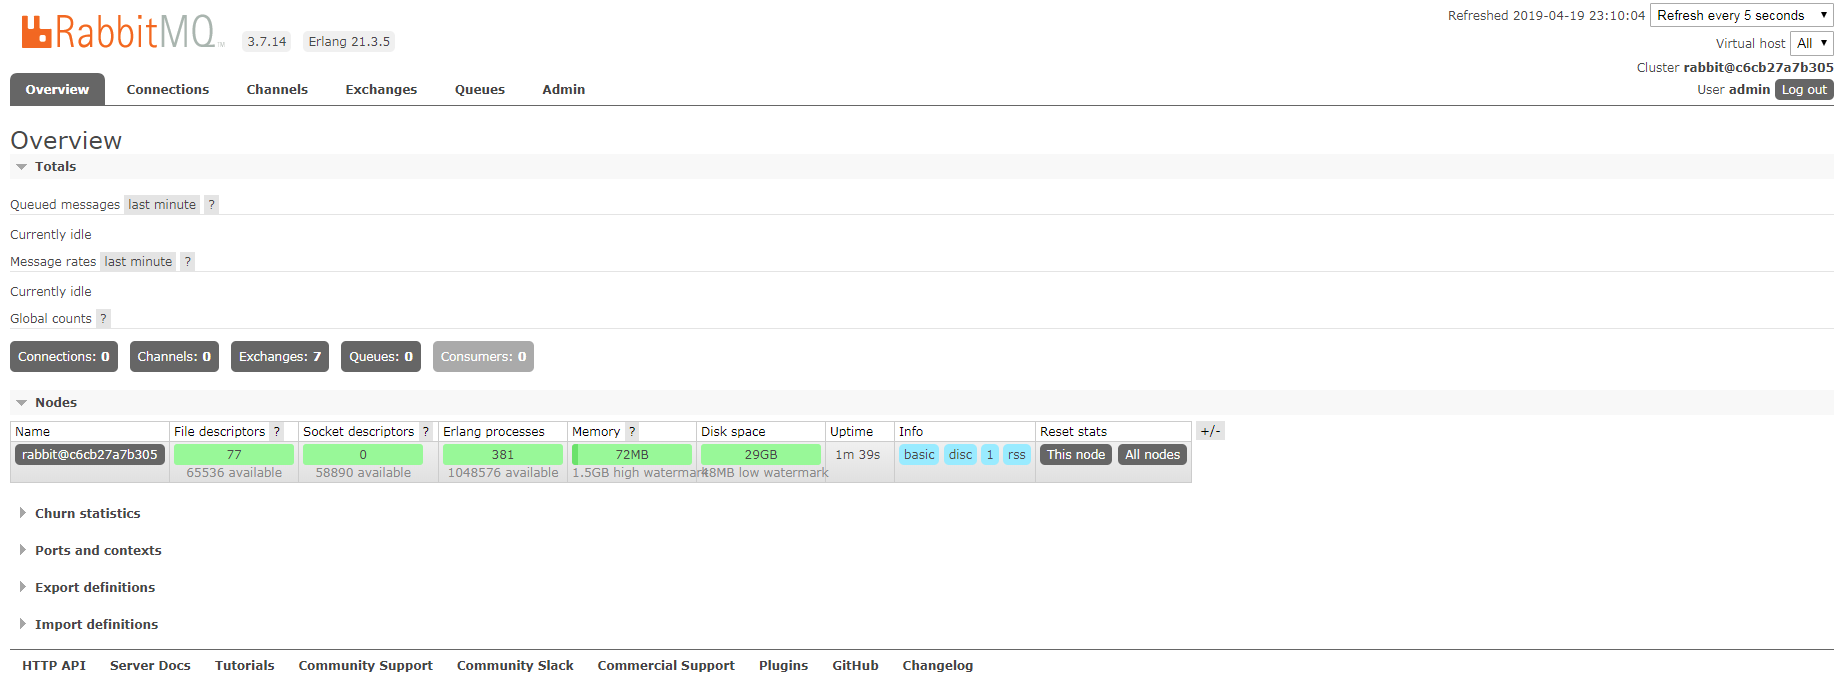 RabbitMQ TM 3.7.14 Erlang 21.3.5
Refreshed 2019-04-19 23:10:04 Refresh every 5 seconds
Virtual host All
Cluster rabbit@c6cb27a7b305
User admin Log out
Overview Connections Channels Exchanges Queues Admin
Overview
Totals
Queued messages last minute ?
Currently idle
Message rates last minute ?
Currently idle
Global counts ?
Connections: 0 Channels: 0 Exchanges: 7 Queues: 0 Consumers: 0
Nodes
Name File descriptors ? Socket descriptors ? Erlang processes Memory ? Disk space Uptime Info Reset stats +/-
rabbit@c6cb27a7b305 77 0 381 72MB 29GB 1m 39s basic disc 1 rss This node All nodes
65536 available 58890 available 1048576 available 1.5GB high watermark 48MB low watermark
Churn statistics
Ports and contexts
Export definitions
Import definitions
HTTP API Server Docs Tutorials Community Support Community Slack Commercial Support Plugins GitHub Changelog